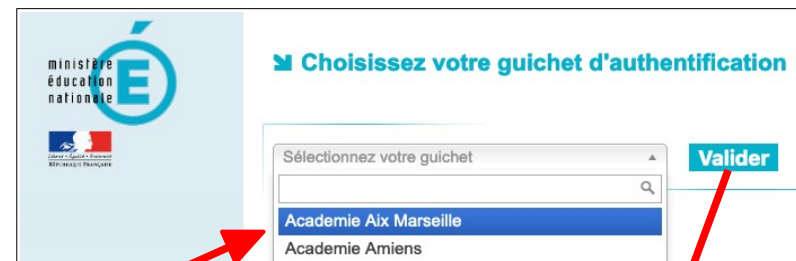 ministère
éducation
nationale
É
Choisissez votre guichet d'authentification
Liberté • Égalité • Fraternité
RÉPUBLIQUE FRANÇAISE
Sélectionnez votre guichet
Valider
Academie Aix Marseille
Academie Amiens